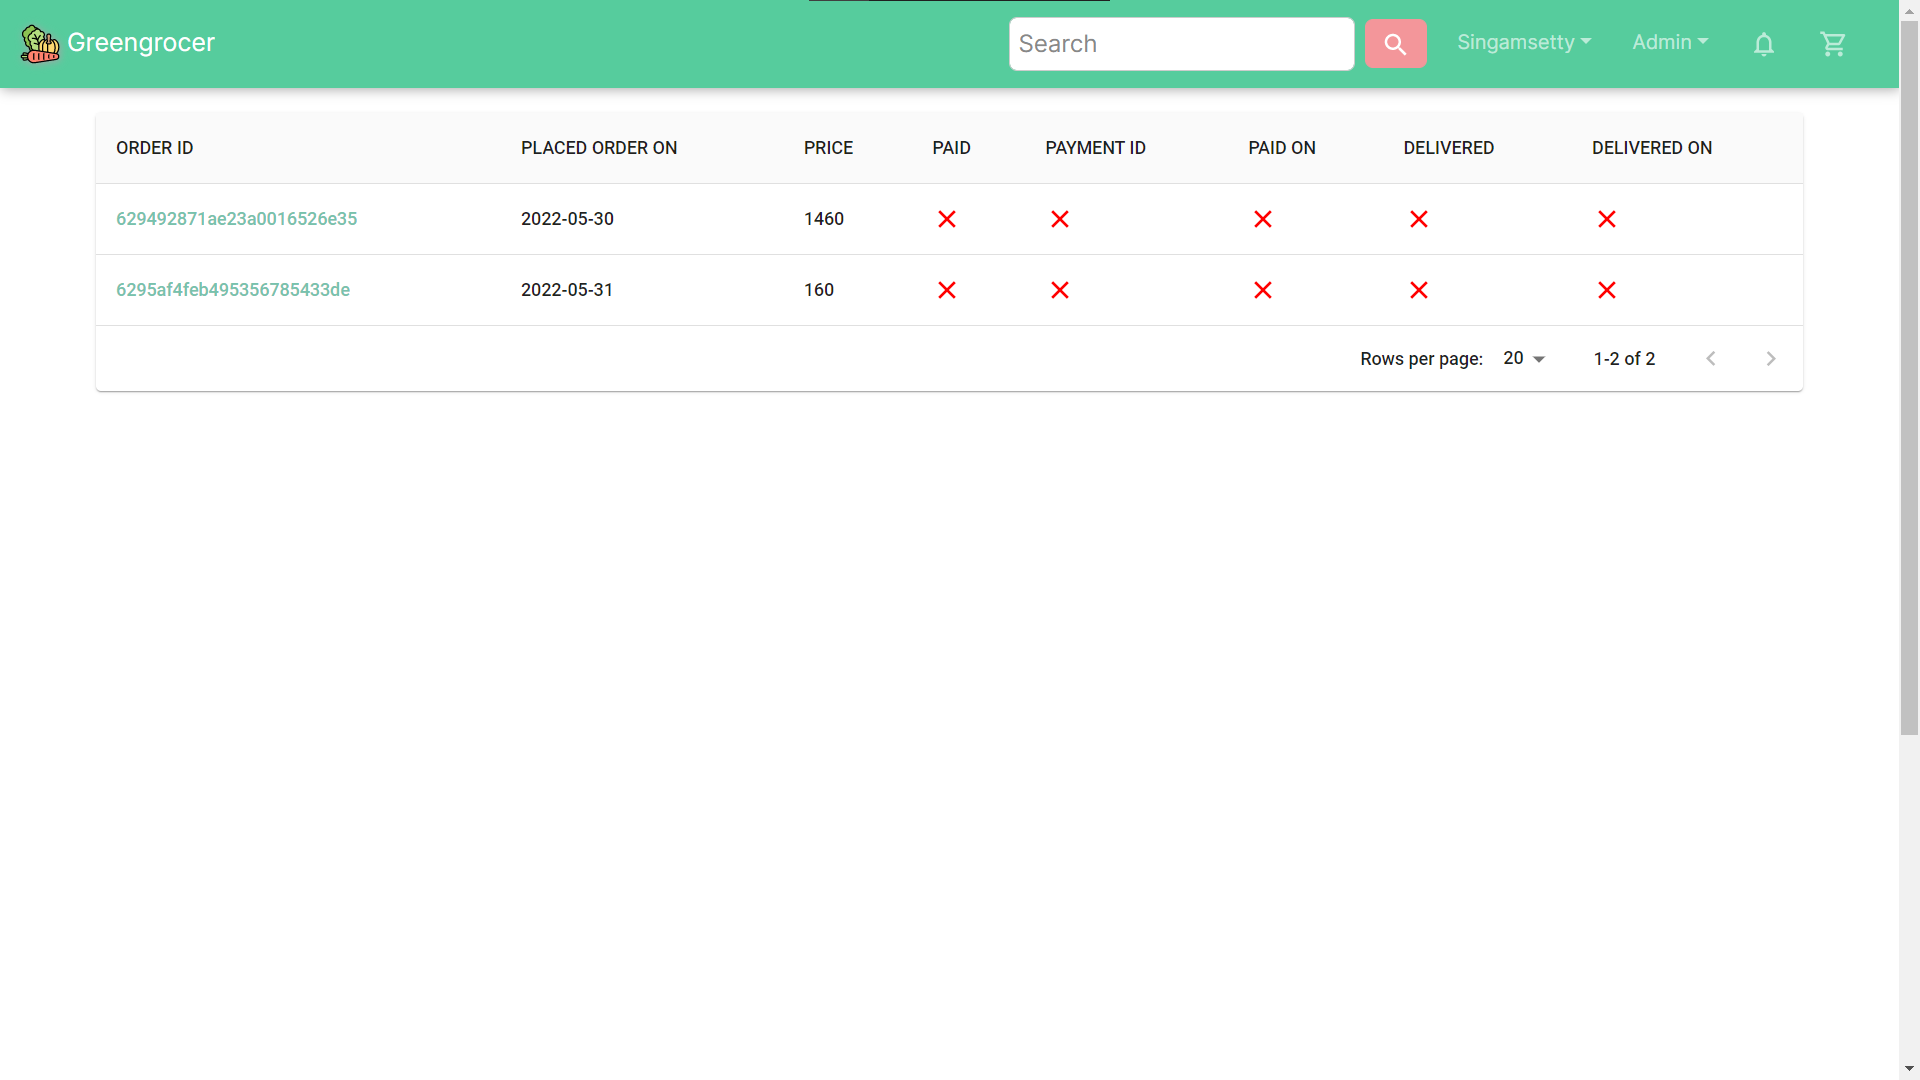 Greengrocer Search Singamsetty Admin
ORDER ID PLACED ORDER ON PRICE PAID PAYMENT ID PAID ON DELIVERED DELIVERED ON
629492871ae23a0016526e35 2022-05-30 1460
6295af4feb495356785433de 2022-05-31 160
Rows per page: 20 1-2 of 2